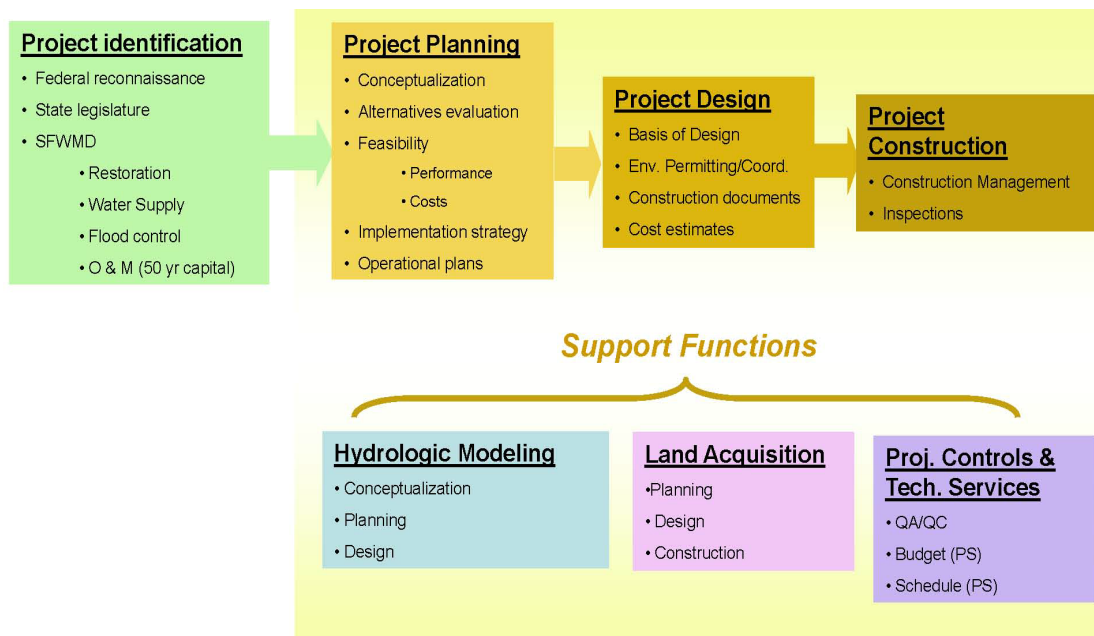 Project identification
• Federal reconnaissance
• State legislature
• SFWMD
• Restoration
• Water Supply
• Flood control
• O & M (50 yr capital)
Project Planning
• Conceptualization
• Alternatives evaluation
• Feasibility
• Performance
• Costs
• Implementation strategy
• Operational plans
Project Design
• Basis of Design
• Env. Permitting/Coord.
• Construction documents
• Cost estimates
Project
Construction
• Construction Management
• Inspections
Support Functions
Hydrologic Modeling
• Conceptualization
• Planning
• Design
Land Acquisition
•Planning
• Design
• Construction
Proj. Controls &
Tech. Services
• QA/QC
• Budget (PS)
• Schedule (PS)